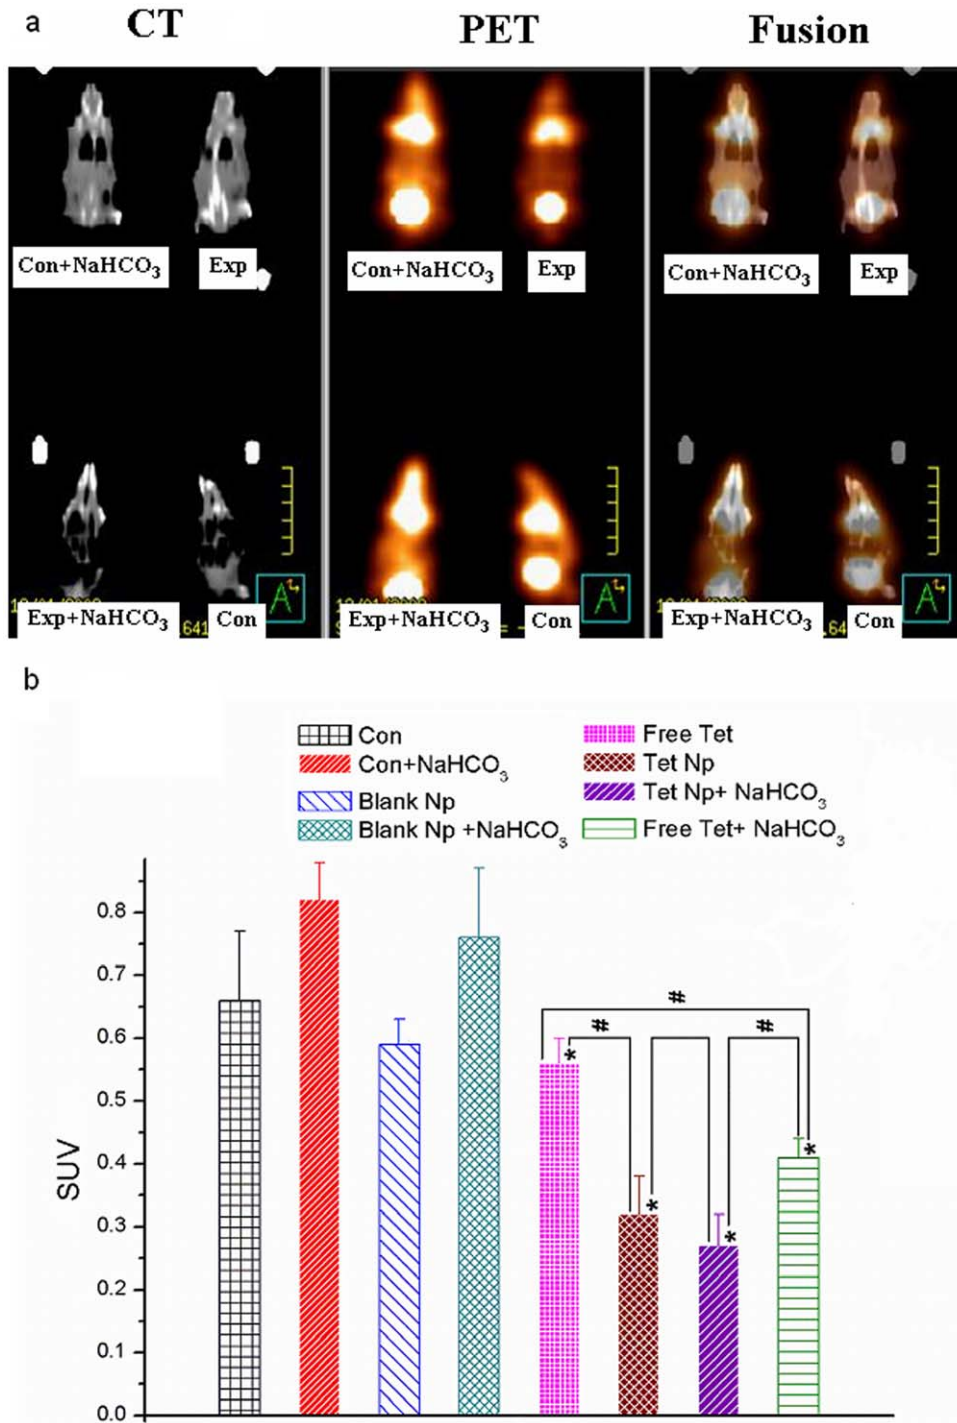 a
CT PET Fusion
Con+NaHCO₃ Exp Con+NaHCO₃ Exp Con+NaHCO₃ Exp
A A A
Exp+NaHCO₃ Con Exp+NaHCO₃ Con Exp+NaHCO₃ Con
641 .64
b
Con Free Tet
Con+NaHCO₃ Tet Np
Blank Np Tet Np+ NaHCO₃
Blank Np +NaHCO₃ Free Tet+ NaHCO₃
0.8
0.7
#
0.6 # #
*
0.5
SUV
0.4 *
0.3 *
*
0.2
0.1
0.0